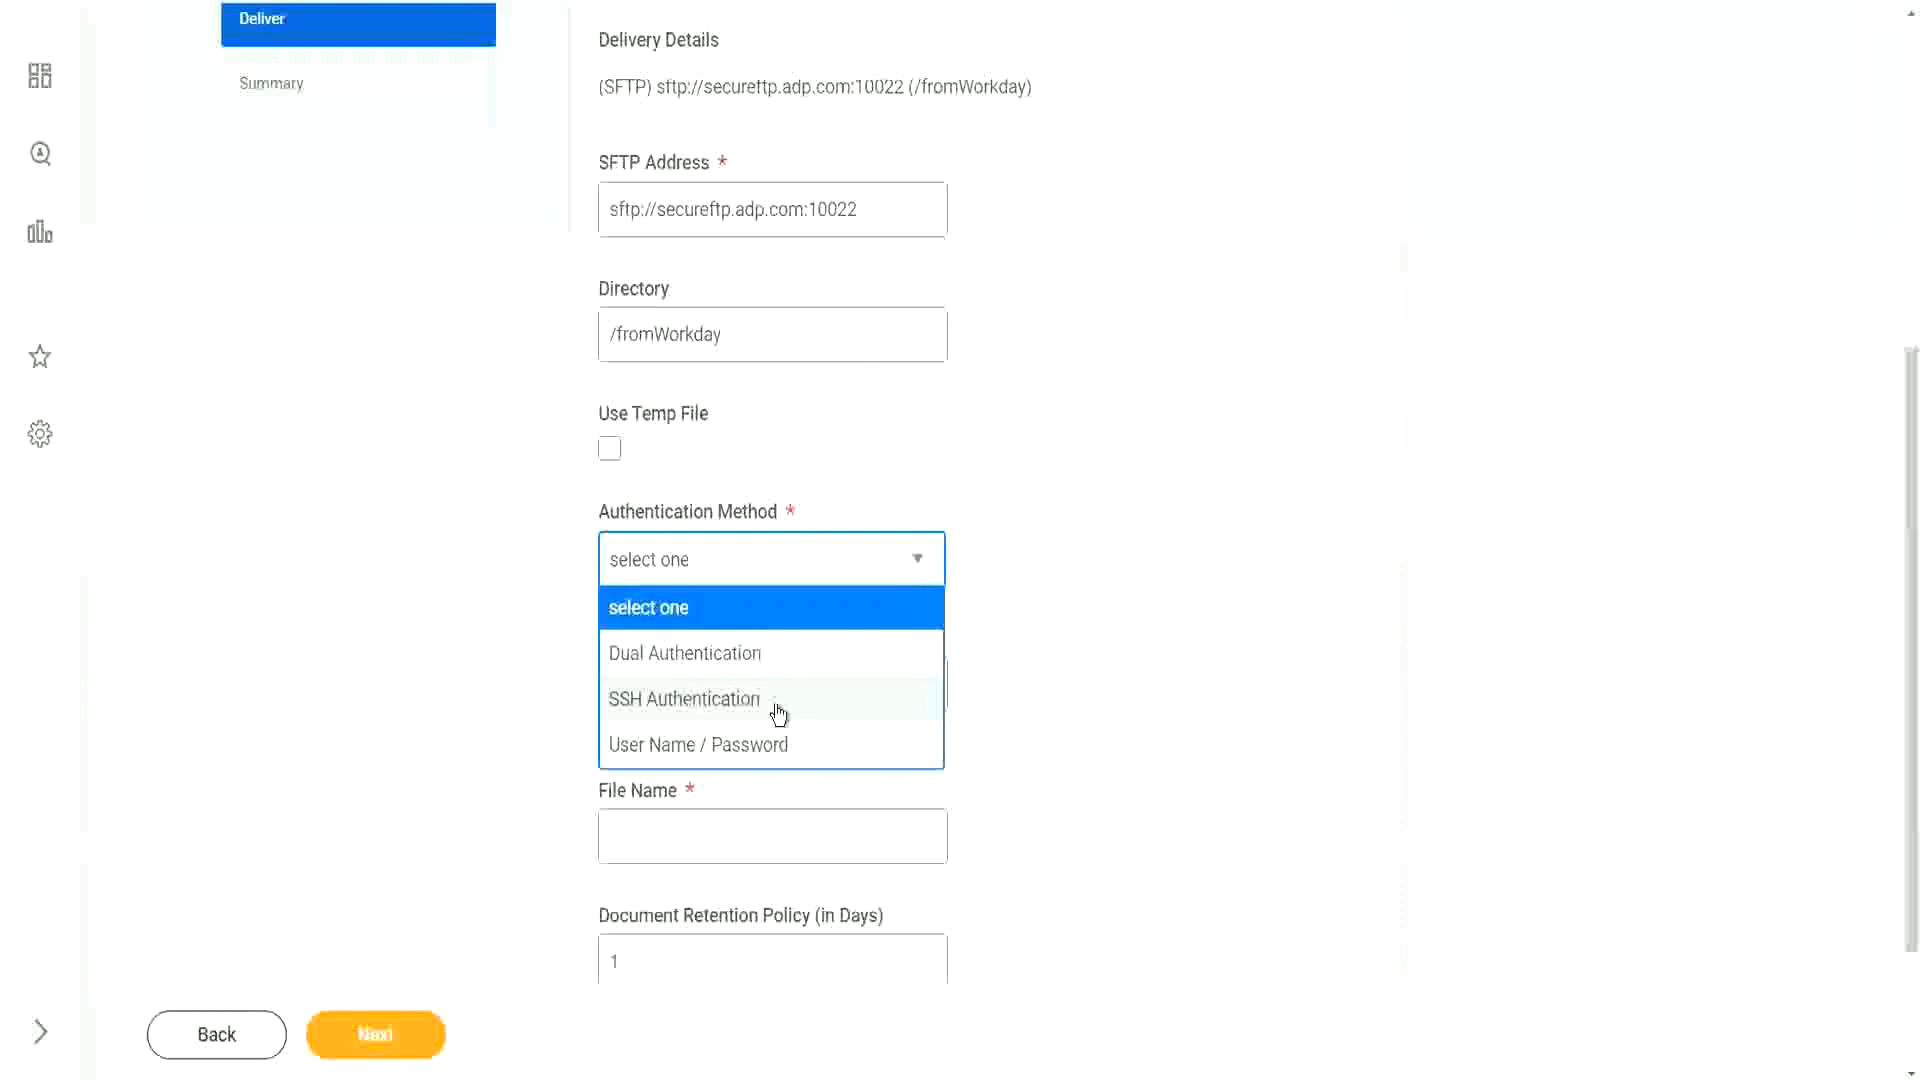 Deliver
Summary
Delivery Details
(SFTP) sftp://secureftp.adp.com:10022 (/fromWorkday)
SFTP Address *
sftp://secureftp.adp.com:10022
Directory
/fromWorkday
Use Temp File
Authentication Method *
select one
select one
Dual Authentication
SSH Authentication
User Name / Password
File Name *
Document Retention Policy (in Days)
1
Back
Next